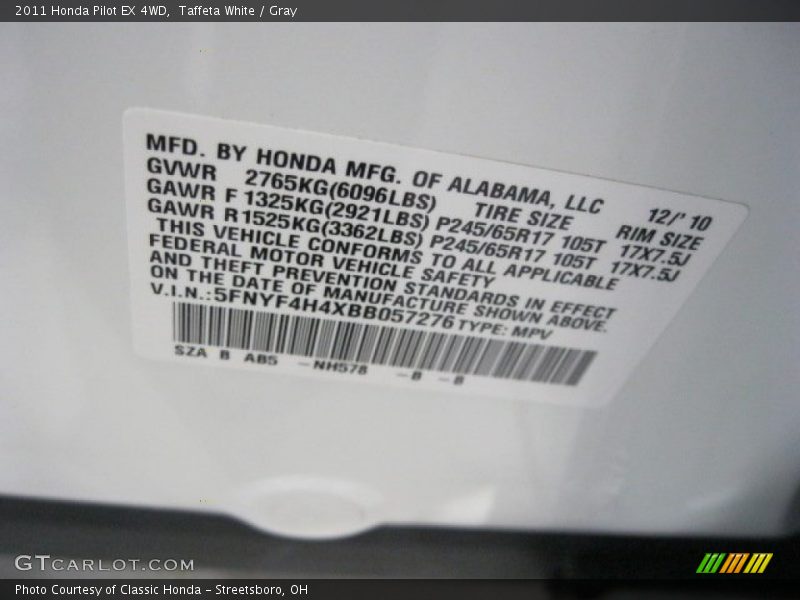 2011 Honda Pilot EX 4WD, Taffeta White / Gray
MFD. BY HONDA MFG. OF ALABAMA, LLC 12/' 10
GVWR 2765KG(6096LBS) TIRE SIZE RIM SIZE
GAWR F 1325KG(2921LBS) P245/65R17 105T 17X7.5J
GAWR R 1525KG(3362LBS) P245/65R17 105T 17X7.5J
THIS VEHICLE CONFORMS TO ALL APPLICABLE
FEDERAL MOTOR VEHICLE SAFETY
AND THEFT PREVENTION STANDARDS IN EFFECT
ON THE DATE OF MANUFACTURE SHOWN ABOVE.
V.I.N.:5FNYF4H4XBB057276 TYPE: MPV
SZA B AB5 -NH578 -B -B
GTCARLOT.COM
Photo Courtesy of Classic Honda - Streetsboro, OH